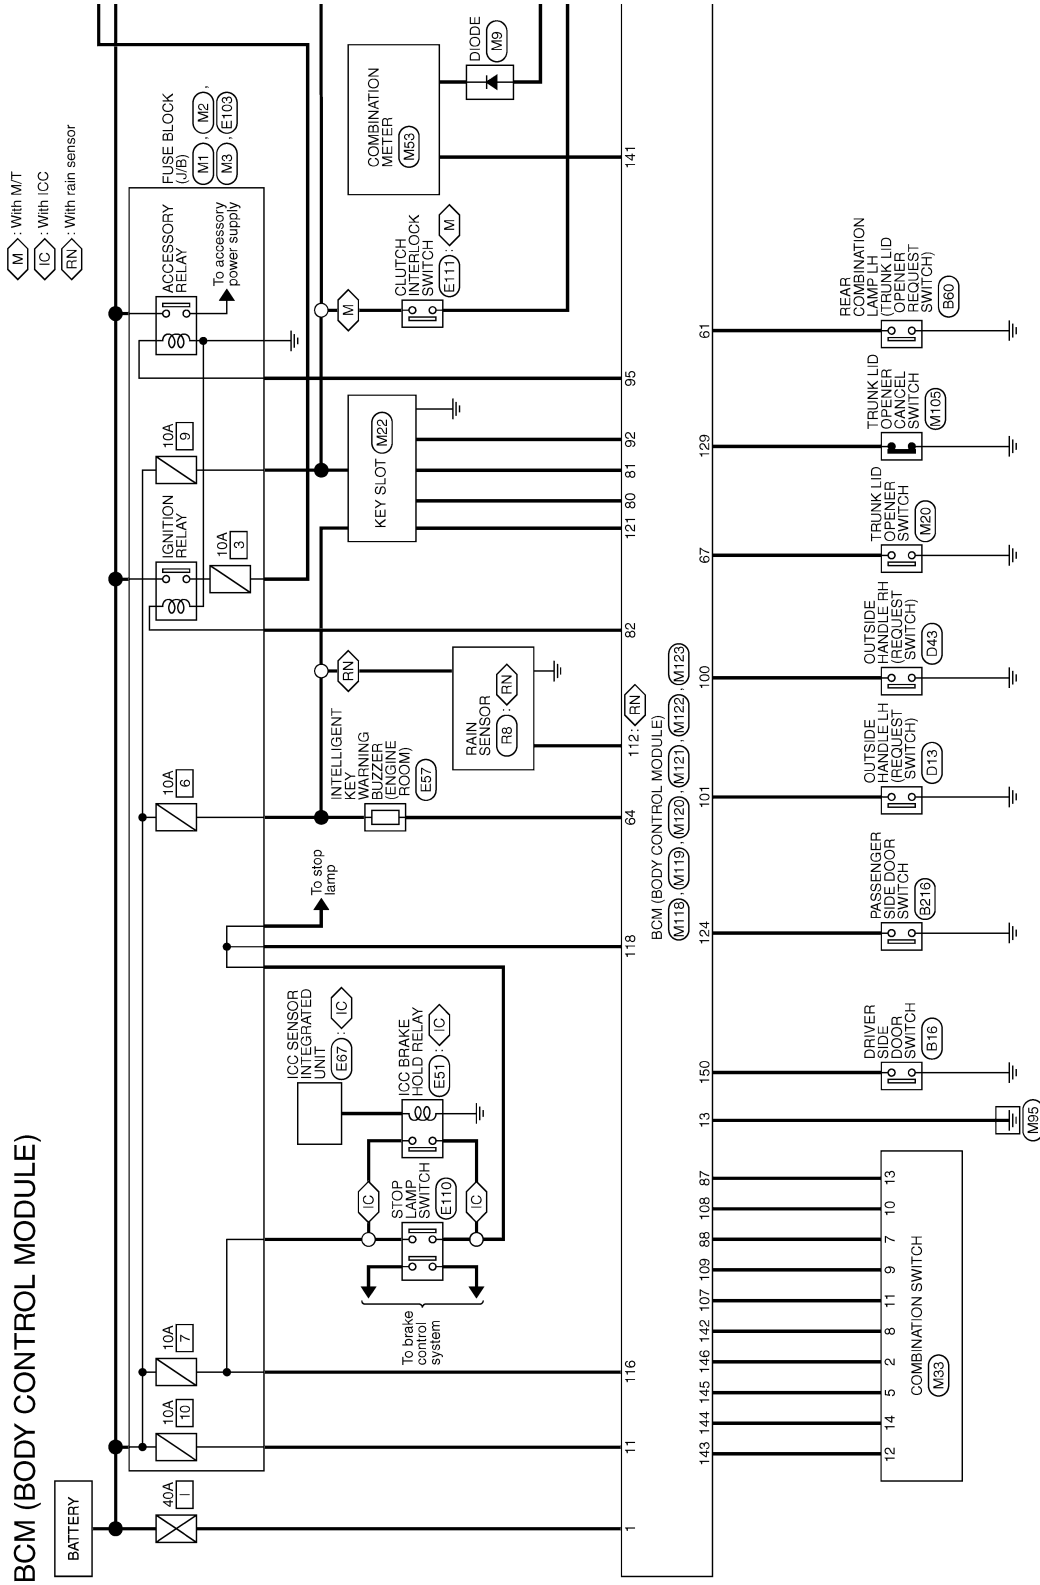 BCM (BODY CONTROL MODULE)
M : With M/T
IC : With ICC
RN : With rain sensor
BATTERY
40A
I
10A
10
10A
7
10A
6
IGNITION
RELAY
10A
3
10A
9
ACCESSORY
RELAY
To accessory
power supply
FUSE BLOCK
(J/B)
M1 , M2 ,
M3 , E103
To brake
control
system
STOP
LAMP
SWITCH
E110
IC
IC
ICC SENSOR
INTEGRATED
UNIT
E67 : IC
ICC BRAKE
HOLD RELAY
E51 : IC
To stop
lamp
INTELLIGENT
KEY
WARNING
BUZZER
(ENGINE
ROOM)
E57
RN
RAIN
SENSOR
R8 : RN
KEY SLOT M22
M
CLUTCH
INTERLOCK
SWITCH
E111 : M
COMBINATION
METER
M53
DIODE
M9
1
11
116
118
64
112: RN
82
121
80
81
92
95
141
BCM (BODY CONTROL MODULE)
M118 , M119 , M120 , M121 , M122 , M123
143
144
145
146
142
107
109
88
108
87
13
150
124
101
100
67
129
61
12
14
5
2
8
11
9
7
10
13
COMBINATION SWITCH
M33
M95
DRIVER
SIDE
DOOR
SWITCH
B16
PASSENGER
SIDE DOOR
SWITCH
B216
OUTSIDE
HANDLE LH
(REQUEST
SWITCH)
D13
OUTSIDE
HANDLE RH
(REQUEST
SWITCH)
D43
TRUNK LID
OPENER
SWITCH
M20
TRUNK LID
OPENER
CANCEL
SWITCH
M105
REAR
COMBINATION
LAMP LH
(TRUNK LID
OPENER
REQUEST
SWITCH)
B60